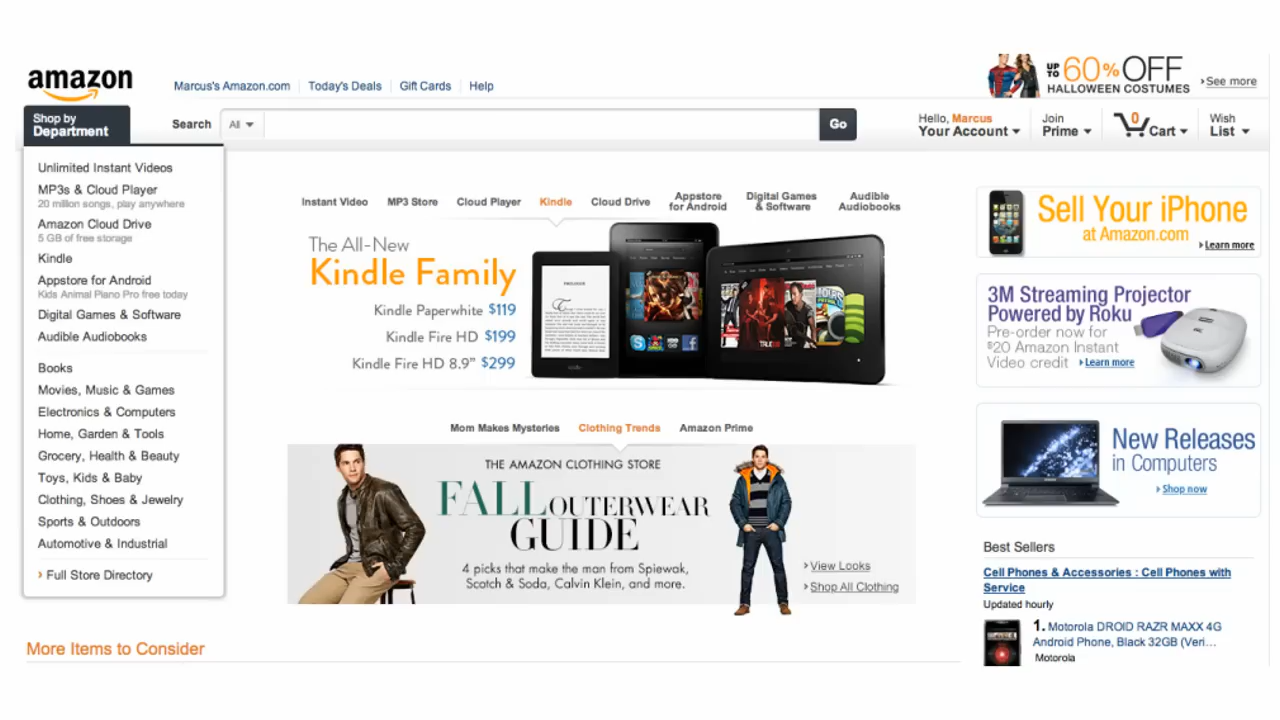 amazon
Marcus's Amazon.com
Today's Deals
Gift Cards
Help
UP TO 60% OFF
HALLOWEEN COSTUMES
See more
Shop by
Department
Search
All
Go
Hello, Marcus
Your Account
Join
Prime
0
Cart
Wish
List
Unlimited Instant Videos
MP3s & Cloud Player
20 million songs, play anywhere
Amazon Cloud Drive
5 GB of free storage
Kindle
Appstore for Android
Kids Animal Piano Pro free today
Digital Games & Software
Audible Audiobooks
Books
Movies, Music & Games
Electronics & Computers
Home, Garden & Tools
Grocery, Health & Beauty
Toys, Kids & Baby
Clothing, Shoes & Jewelry
Sports & Outdoors
Automotive & Industrial
Full Store Directory
Instant Video
MP3 Store
Cloud Player
Kindle
Cloud Drive
Appstore
for Android
Digital Games
& Software
Audible
Audiobooks
The All-New
Kindle Family
Kindle Paperwhite $119
Kindle Fire HD $199
Kindle Fire HD 8.9" $299
Mom Makes Mysteries
Clothing Trends
Amazon Prime
THE AMAZON CLOTHING STORE
FALL OUTERWEAR
GUIDE
4 picks that make the man from Spiewak,
Scotch & Soda, Calvin Klein, and more.
View Looks
Shop All Clothing
Sell Your iPhone
at Amazon.com
Learn more
3M Streaming Projector
Powered by Roku
Pre-order now for
$20 Amazon Instant
Video credit
Learn more
New Releases
in Computers
Shop now
Best Sellers
Cell Phones & Accessories : Cell Phones with
Service
Updated hourly
1. Motorola DROID RAZR MAXX 4G
Android Phone, Black 32GB (Veri...
Motorola
More Items to Consider